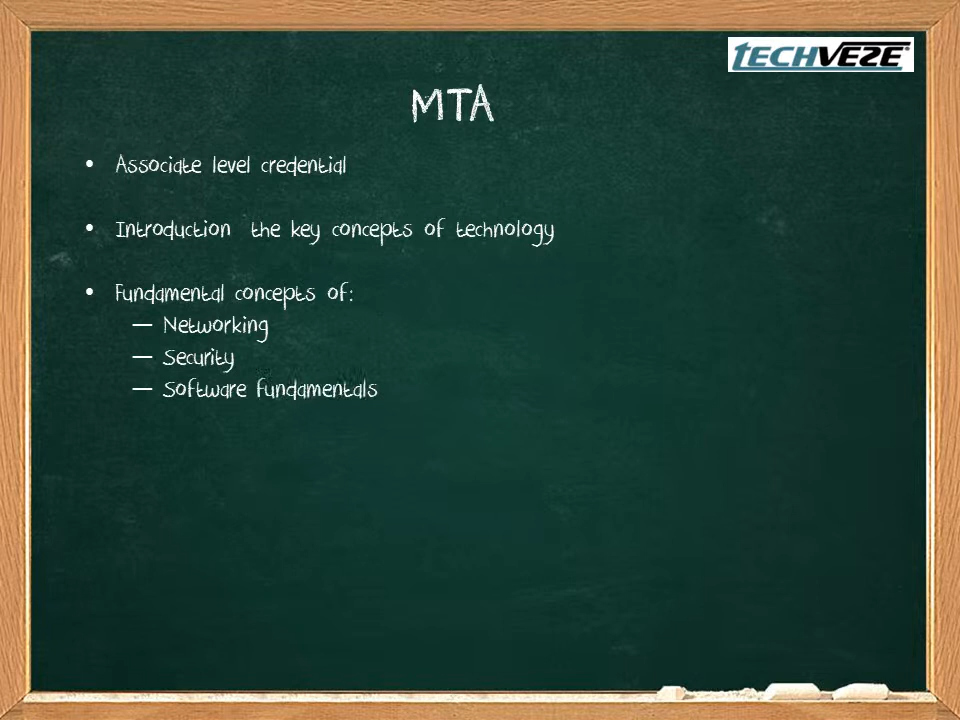 techveze
MTA
• Associate level credential
• Introduction  the key concepts of technology
• Fundamental concepts of:
— Networking
— Security
— Software fundamentals